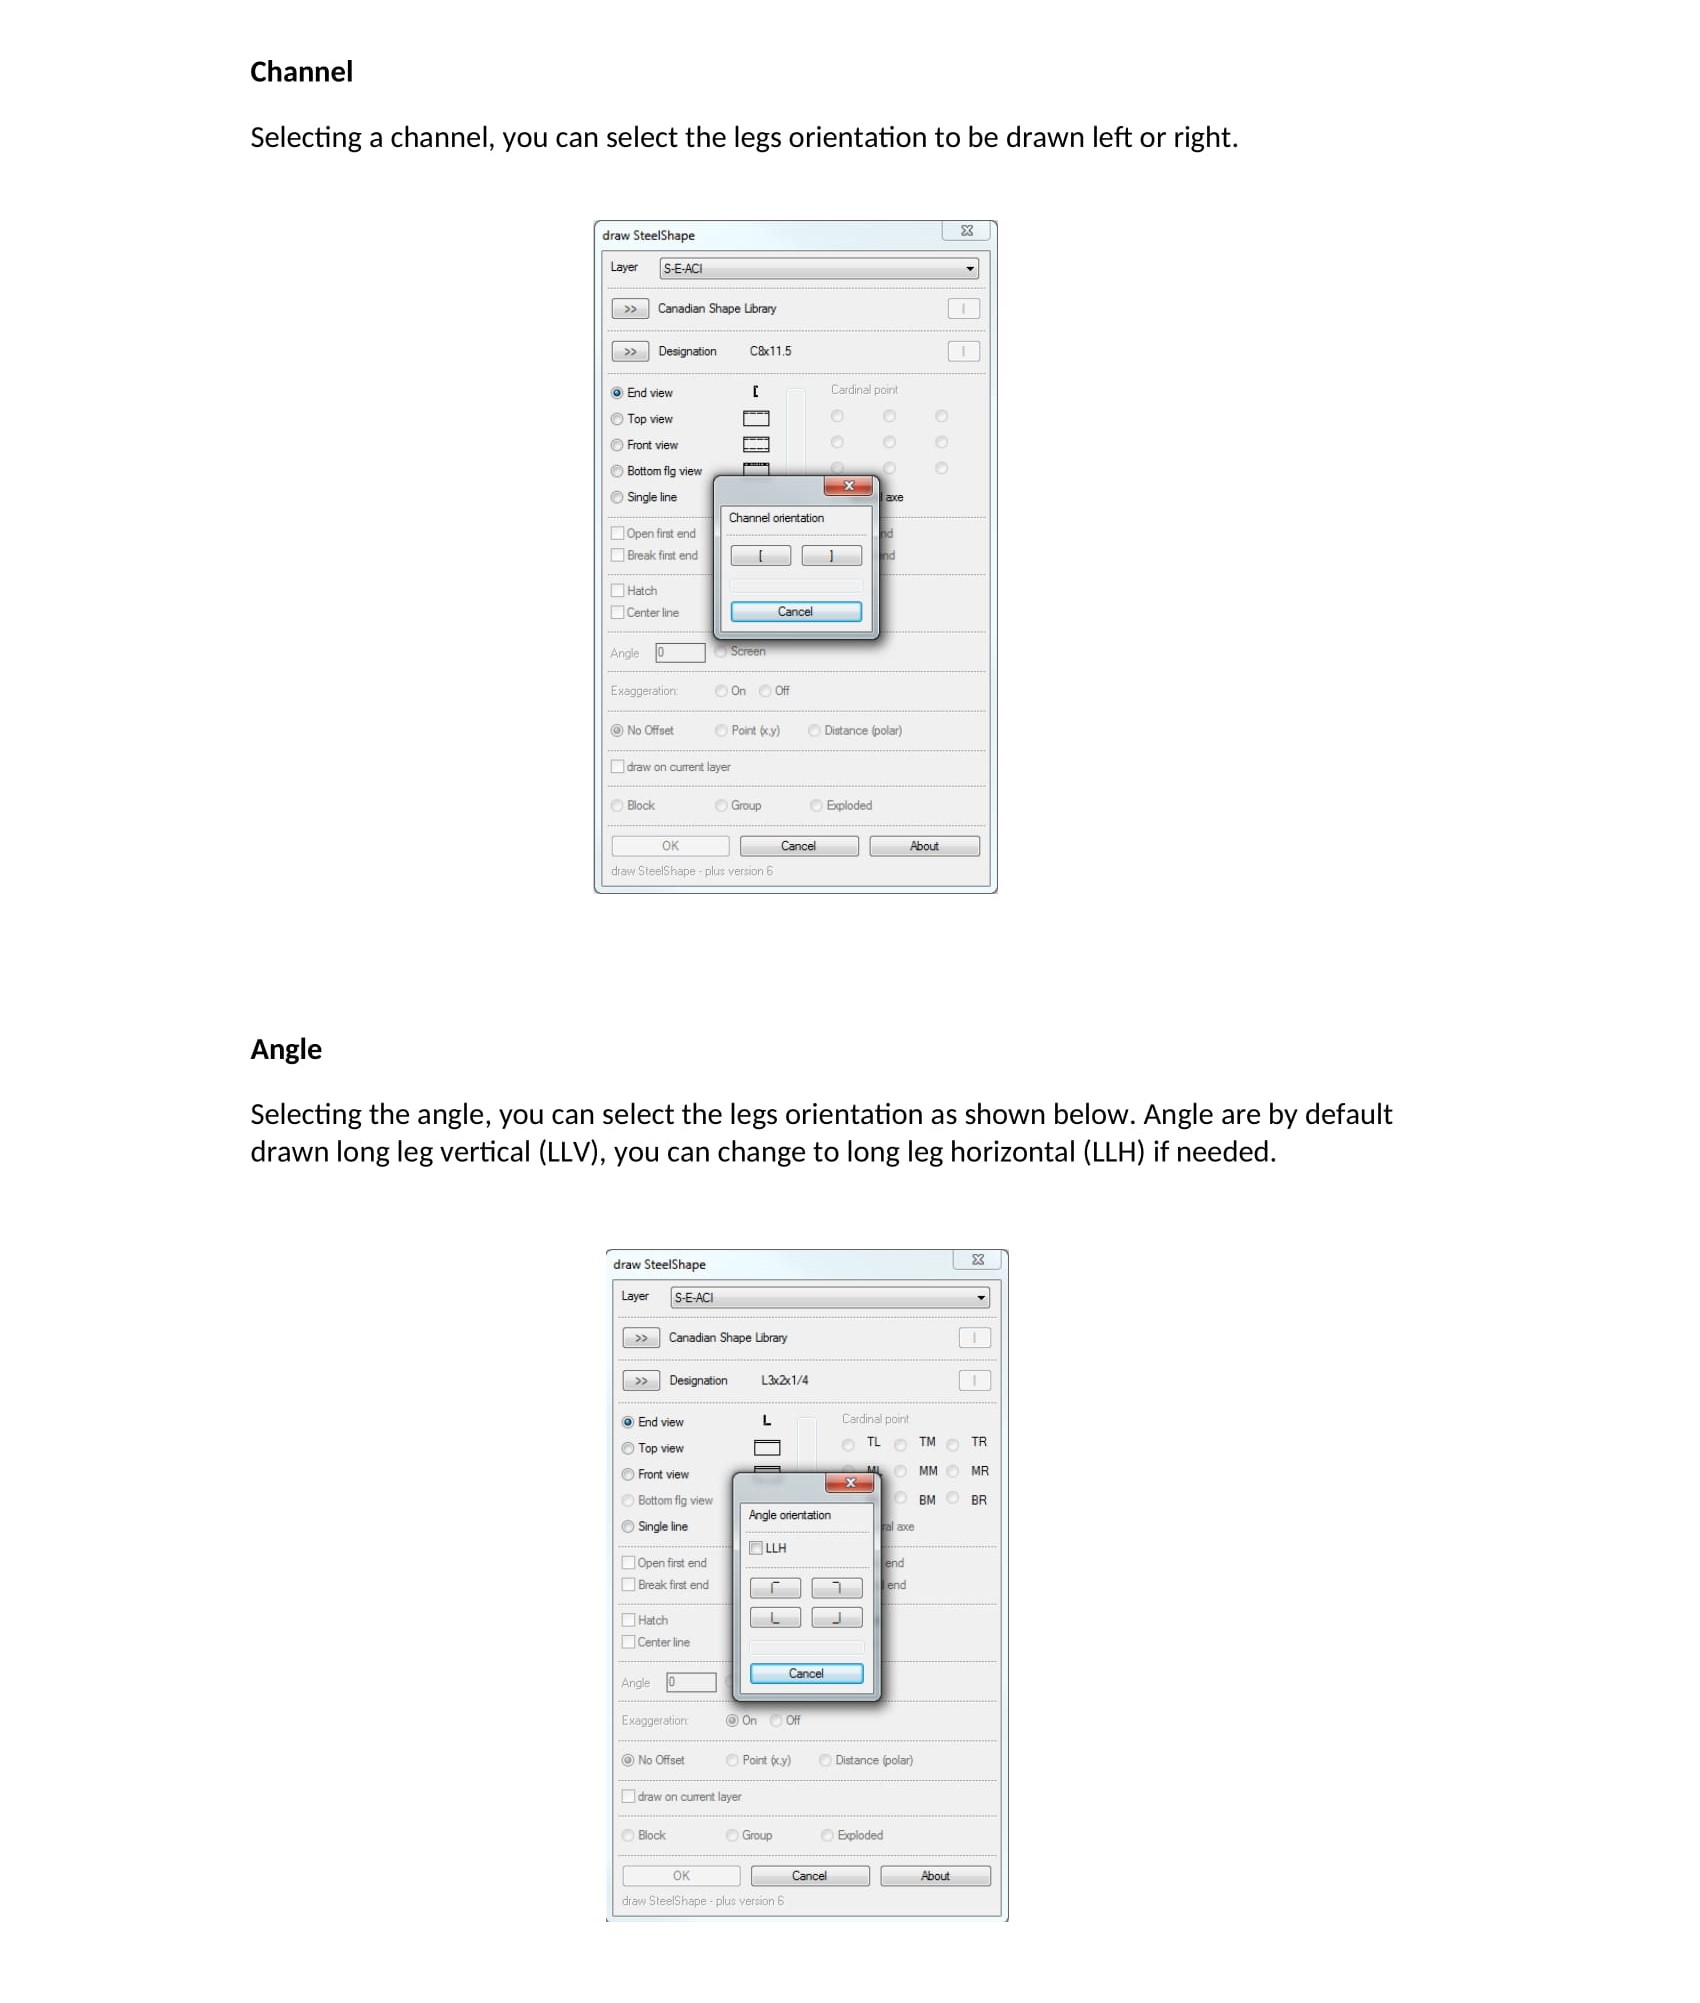 Channel
Selecting a channel, you can select the legs orientation to be drawn left or right.
draw SteelShape
Layer S-E-ACI
>> Canadian Shape Library I
>> Designation C8x11.5 I
End view [ Cardinal point
Top view
Front view
Bottom flg view
Single line axe
Channel orientation
Open first end nd
Break first end [ ] nd
Hatch
Center line Cancel
Angle 0 Screen
Exaggeration: On Off
No Offset Point (x,y) Distance (polar)
draw on current layer
Block Group Exploded
OK Cancel About
draw SteelShape - plus version 6
Angle
Selecting the angle, you can select the legs orientation as shown below. Angle are by default
drawn long leg vertical (LLV), you can change to long leg horizontal (LLH) if needed.
draw SteelShape
Layer S-E-ACI
>> Canadian Shape Library I
>> Designation L3x2x1/4 I
End view L Cardinal point
Top view TL TM TR
Front view ML MM MR
Bottom flg view BM BR
Angle orientation
Single line ral axe
LLH
Open first end end
Break first end end
Hatch
Center line
Cancel
Angle 0
Exaggeration: On Off
No Offset Point (x,y) Distance (polar)
draw on current layer
Block Group Exploded
OK Cancel About
draw SteelShape - plus version 6